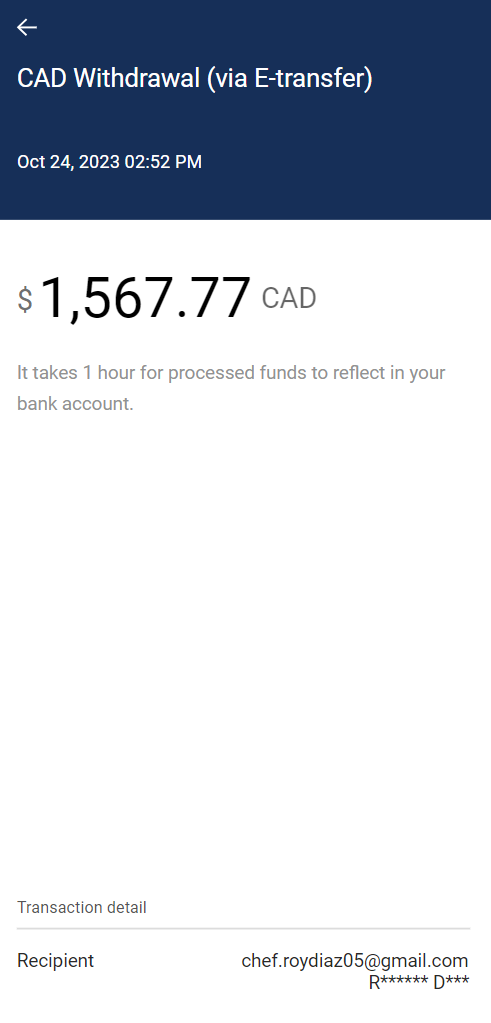 CAD Withdrawal (via E-transfer)
Oct 24, 2023 02:52 PM
$ 1,567.77 CAD
It takes 1 hour for processed funds to reflect in your
bank account.
Transaction detail
Recipient chef.roydiaz05@gmail.com
R****** D***